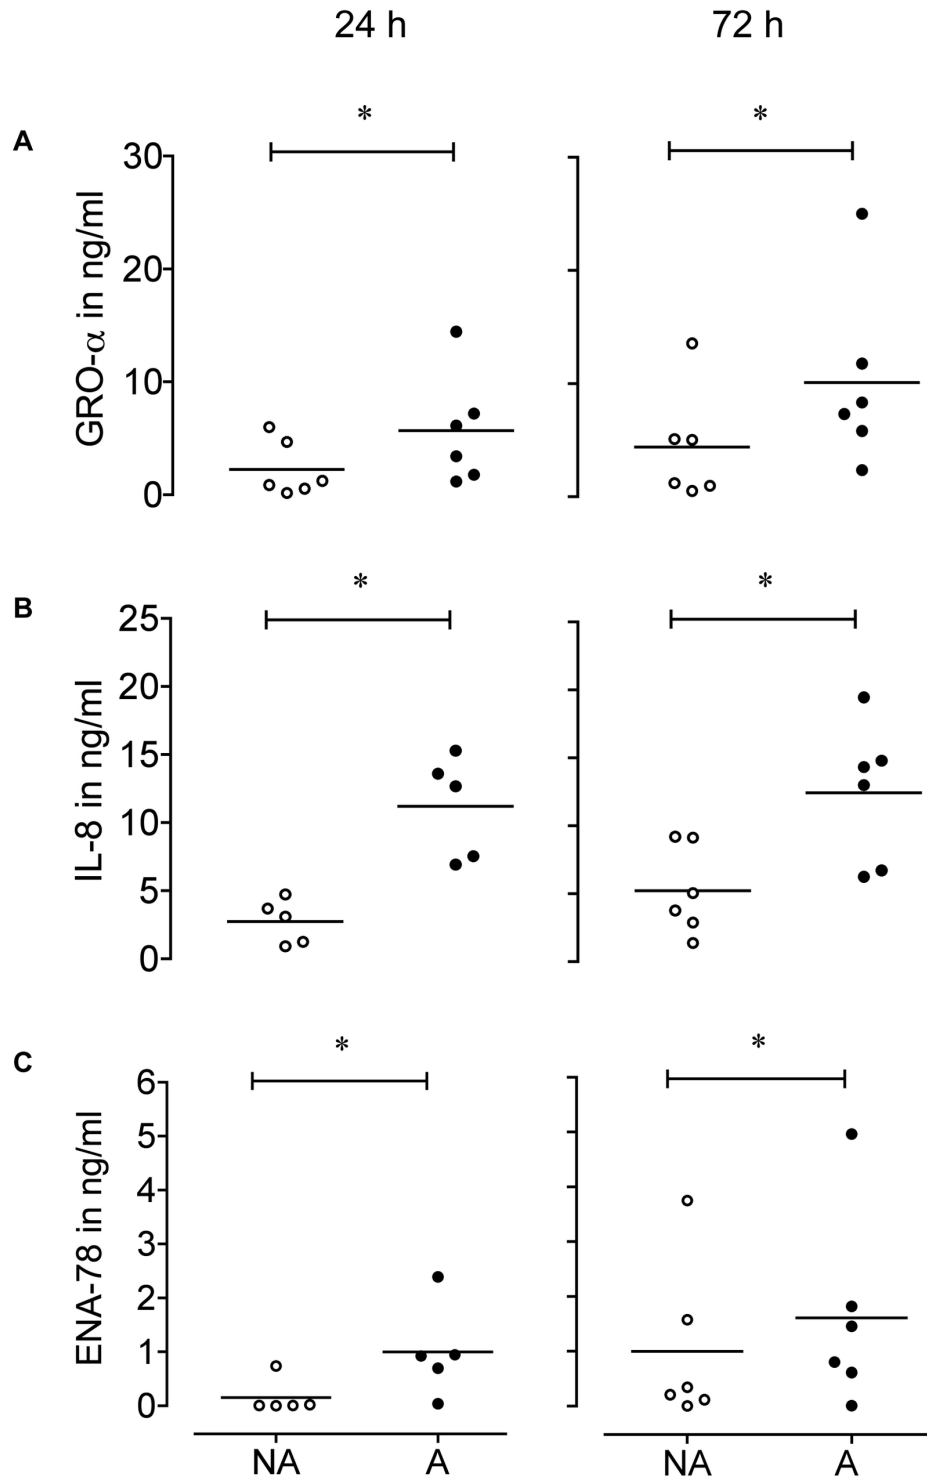 24 h 72 h
A
* *
GRO-α in ng/ml
30
20
10
0
B
* *
IL-8 in ng/ml
25
20
15
10
5
0
C
* *
ENA-78 in ng/ml
6
5
4
3
2
1
0
NA A NA A